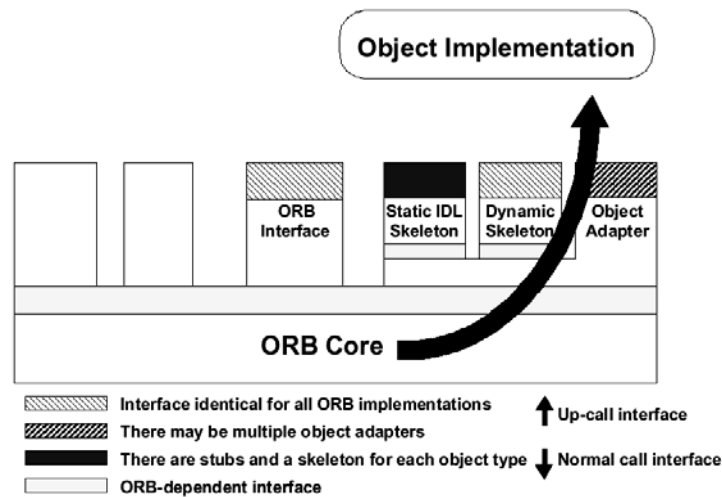 Object Implementation
ORB
Interface
Static IDL
Skeleton
Dynamic
Skeleton
Object
Adapter
ORB Core
Interface identical for all ORB implementations
There may be multiple object adapters
There are stubs and a skeleton for each object type
ORB-dependent interface
Up-call interface
Normal call interface